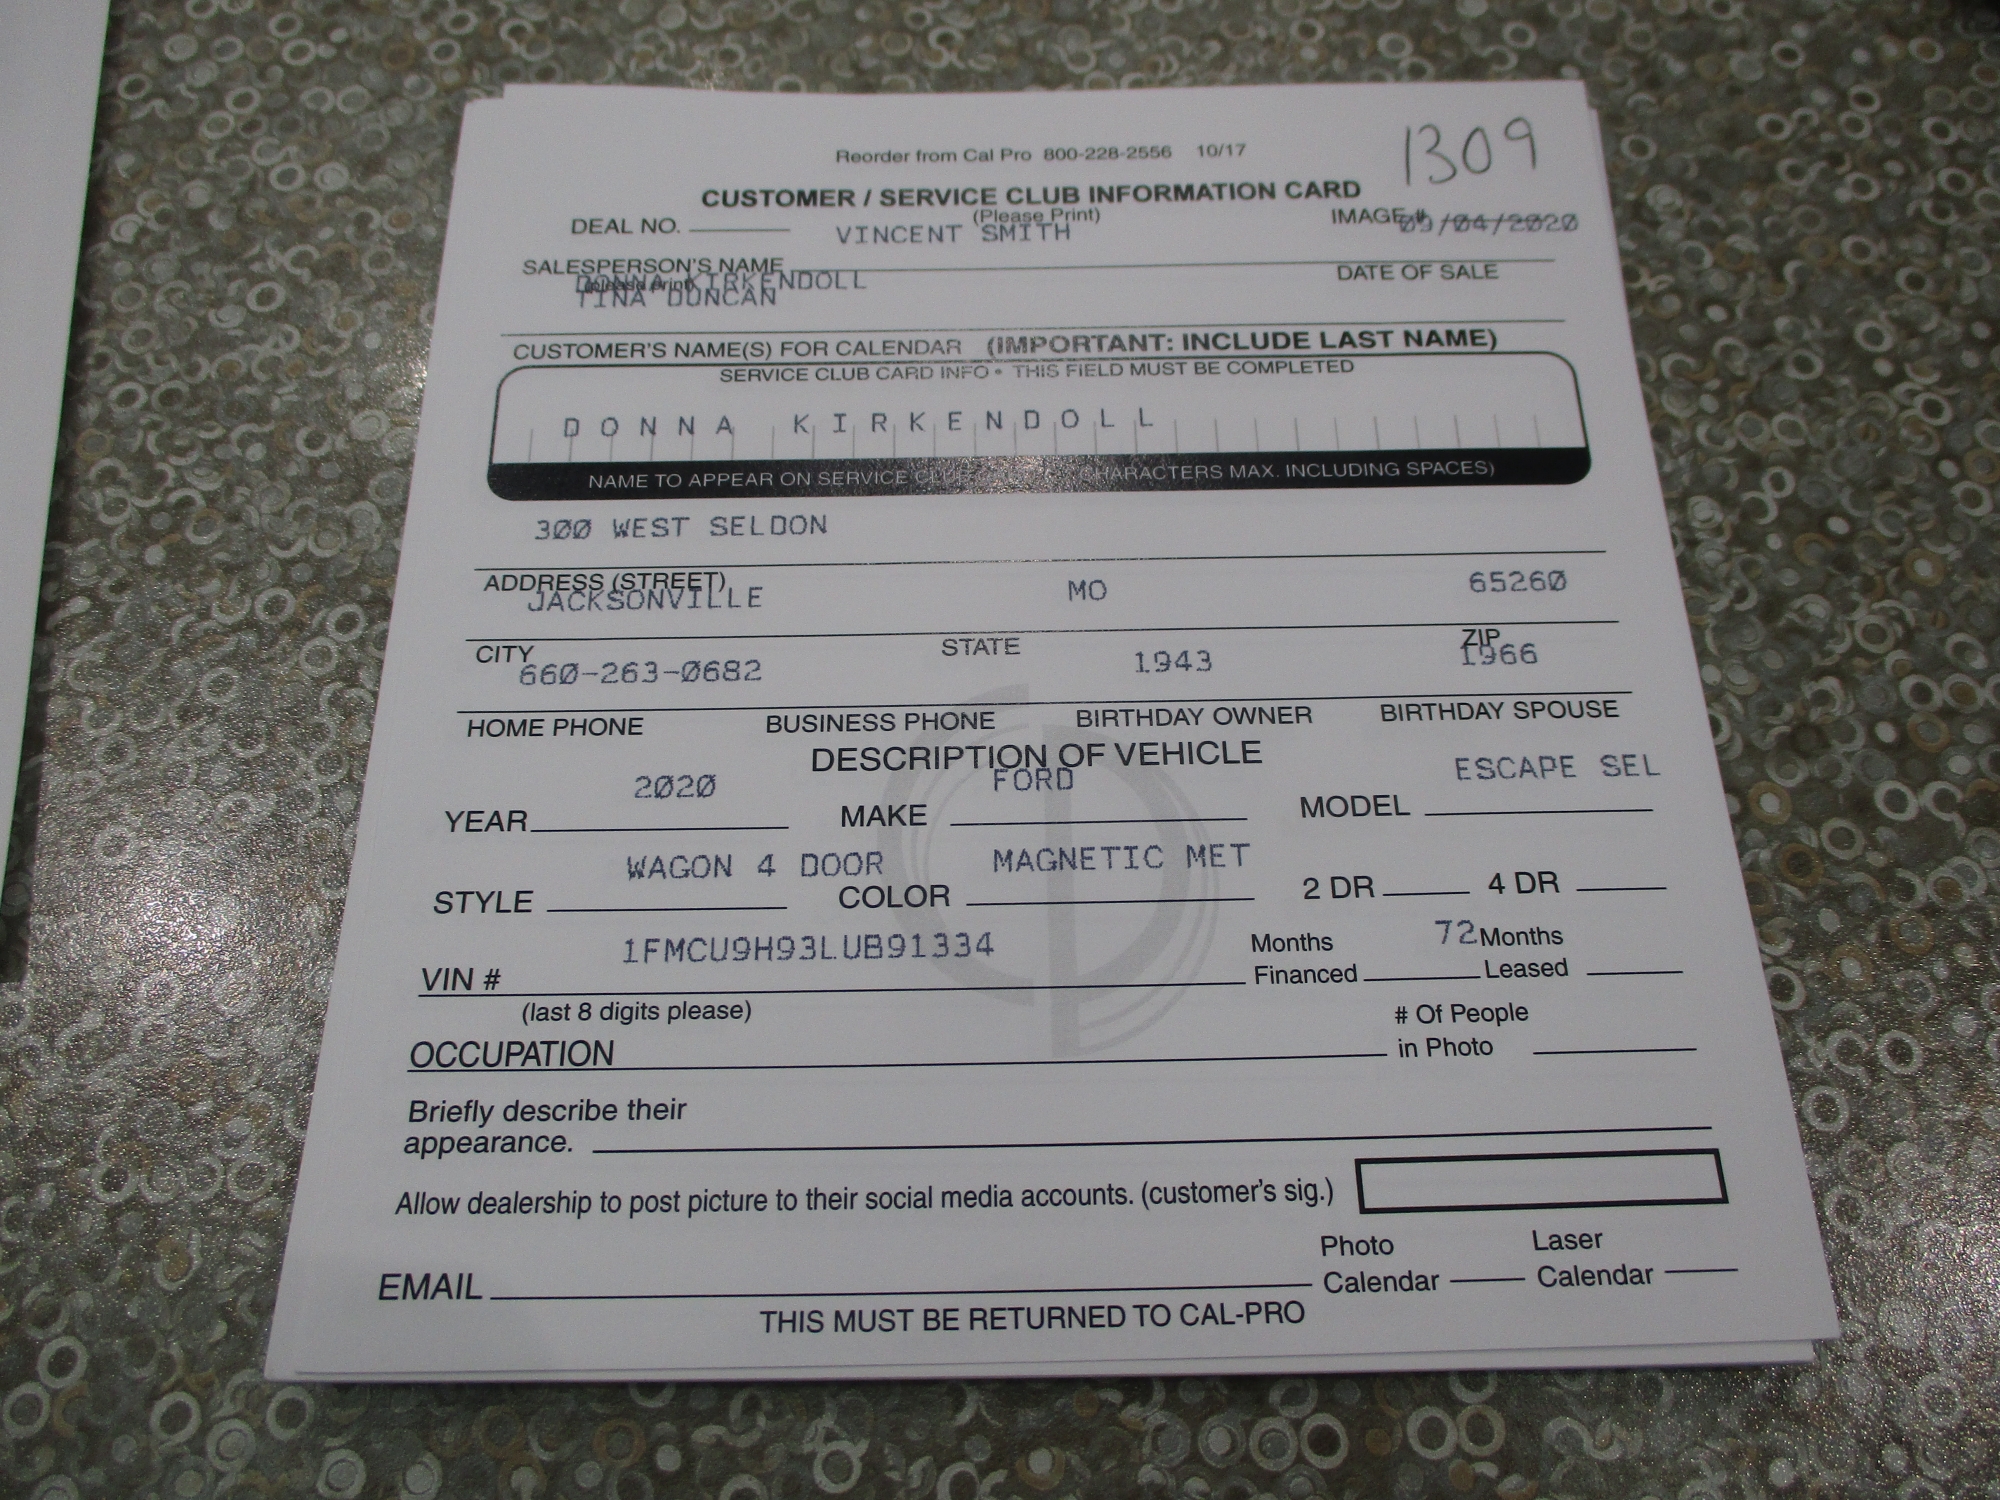 1309
Reorder from Cal Pro 800-228-2556 10/17
CUSTOMER / SERVICE CLUB INFORMATION CARD
(Please Print)
DEAL NO. VINCENT SMITH IMAGE # 09/04/2020
SALESPERSON'S NAME DATE OF SALE
(please print) DONNA KIRKENDOLL
TINA DUNCAN
CUSTOMER'S NAME(S) FOR CALENDAR (IMPORTANT: INCLUDE LAST NAME)
SERVICE CLUB CARD INFO • THIS FIELD MUST BE COMPLETED
DONNA KIRKENDOLL
NAME TO APPEAR ON SERVICE CLUB CHARACTERS MAX. INCLUDING SPACES)
300 WEST SELDON
ADDRESS (STREET)
JACKSONVILLE MO 65260
CITY STATE ZIP
660-263-0682 1943 1966
HOME PHONE BUSINESS PHONE BIRTHDAY OWNER BIRTHDAY SPOUSE
DESCRIPTION OF VEHICLE
2020 FORD ESCAPE SEL
YEAR MAKE MODEL
WAGON 4 DOOR MAGNETIC MET
STYLE COLOR 2 DR 4 DR
1FMCU9H93LUB91334 Months 72 Months
VIN # Financed Leased
(last 8 digits please) # Of People
OCCUPATION in Photo
Briefly describe their
appearance.
Allow dealership to post picture to their social media accounts. (customer's sig.)
Photo Laser
EMAIL Calendar Calendar
THIS MUST BE RETURNED TO CAL-PRO